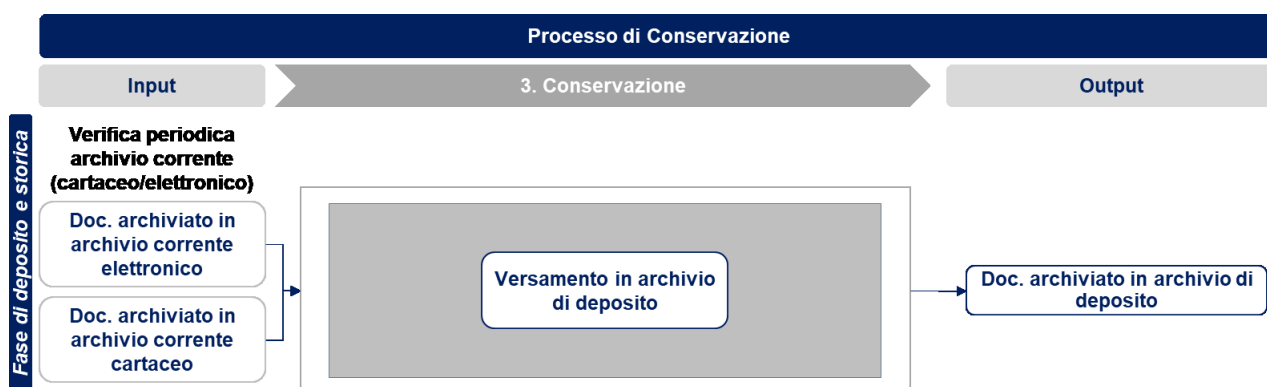 Processo di Conservazione
Input
3. Conservazione
Output
Fase di deposito e storica
Verifica periodica
archivio corrente
(cartaceo/elettronico)
Doc. archiviato in
archivio corrente
elettronico
Doc. archiviato in
archivio corrente
cartaceo
Versamento in archivio
di deposito
Doc. archiviato in archivio di
deposito